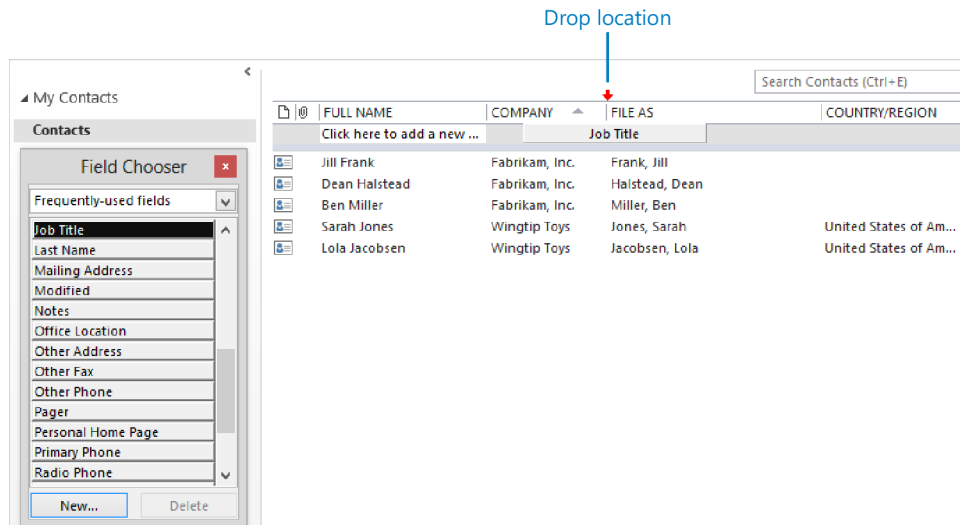 Drop location
Search Contacts (Ctrl+E)
My Contacts
Contacts
FULL NAME COMPANY FILE AS COUNTRY/REGION
Click here to add a new ... Job Title
Jill Frank Fabrikam, Inc. Frank, Jill
Dean Halstead Fabrikam, Inc. Halstead, Dean
Ben Miller Fabrikam, Inc. Miller, Ben
Sarah Jones Wingtip Toys Jones, Sarah United States of Am...
Lola Jacobsen Wingtip Toys Jacobsen, Lola United States of Am...
Field Chooser x
Frequently-used fields
Job Title
Last Name
Mailing Address
Modified
Notes
Office Location
Other Address
Other Fax
Other Phone
Pager
Personal Home Page
Primary Phone
Radio Phone
New... Delete